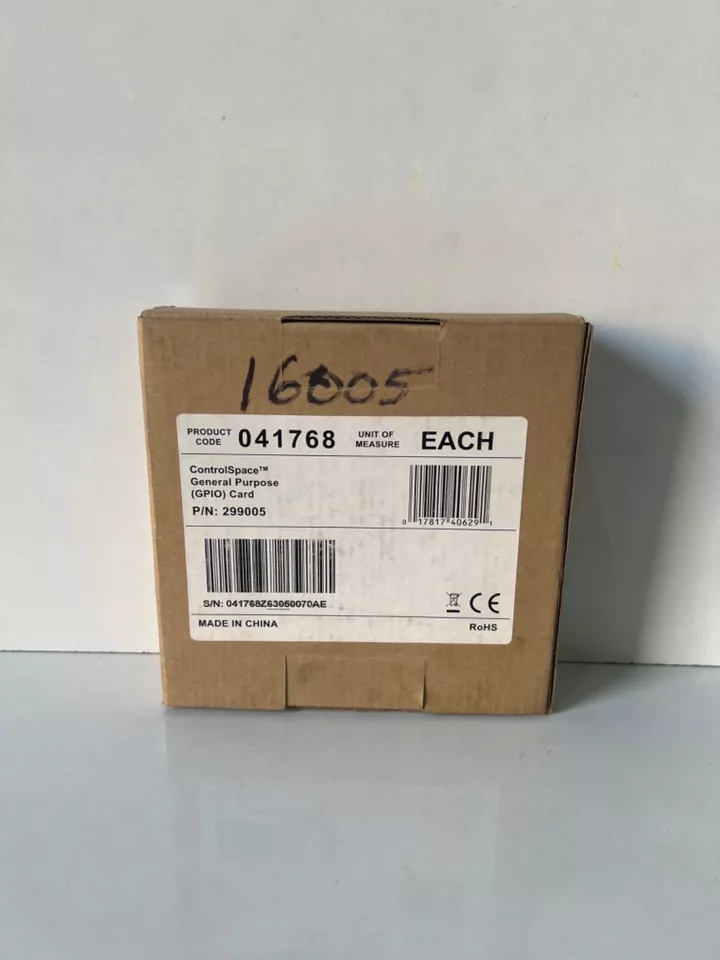 16005
PRODUCT CODE 041768 UNIT OF MEASURE EACH
ControlSpace™
General Purpose
(GPIO) Card
P/N: 299005
0 17817 40629 1
S/N: 041768Z63050070AE
MADE IN CHINA
CE
RoHS